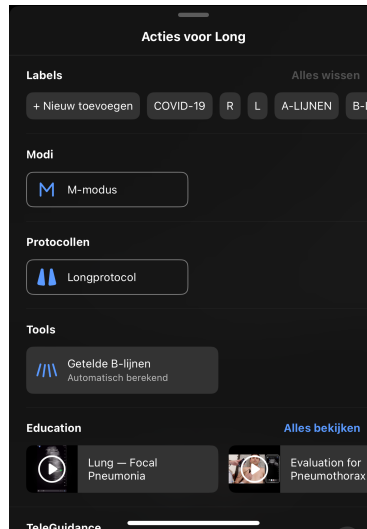 Acties voor Long
Labels Alles wissen
+ Nieuw toevoegen COVID-19 R L A-LIJNEN B-
Modi
M-modus
Protocollen
Longprotocol
Tools
Getelde B-lijnen
Automatisch berekend
Education Alles bekijken
Lung — Focal
Pneumonia
Evaluation for
Pneumothorax
TeleGuidance